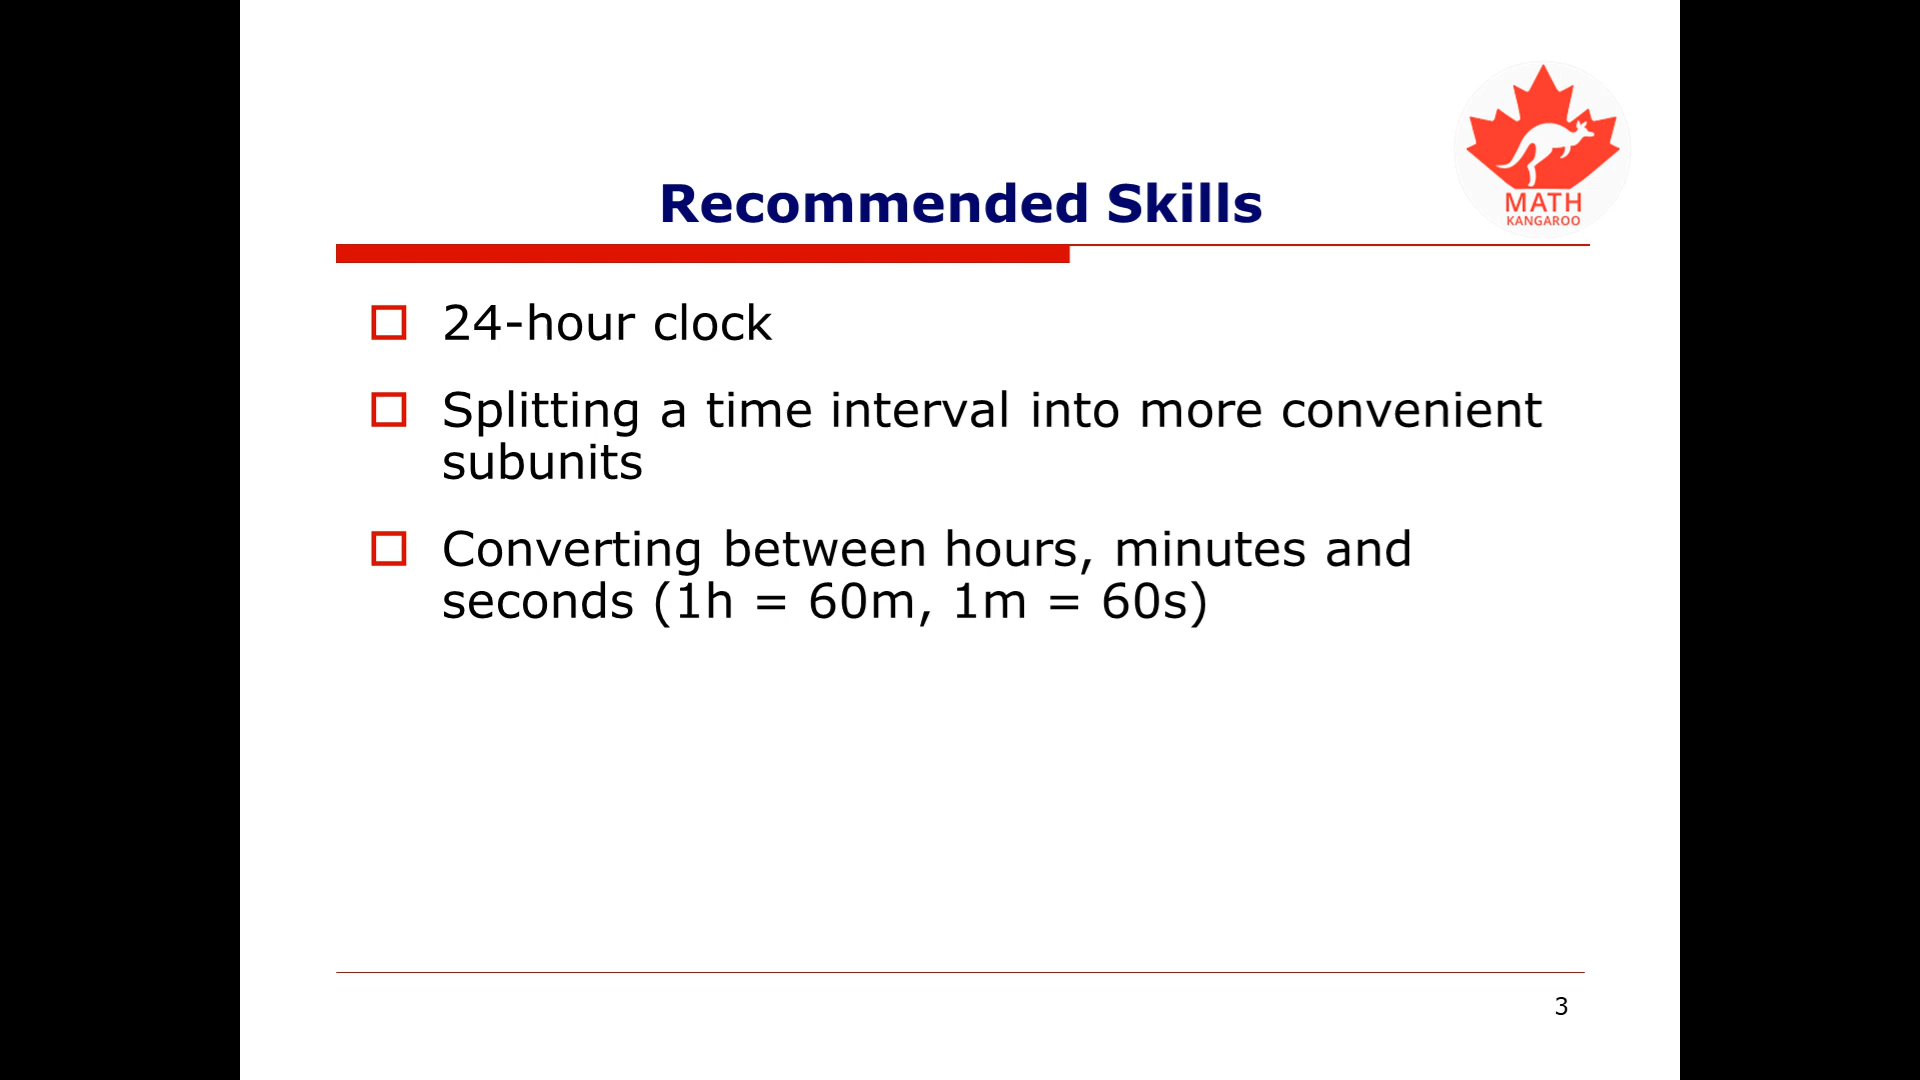 MATH
KANGAROO
Recommended Skills
24-hour clock
Splitting a time interval into more convenient
subunits
Converting between hours, minutes and
seconds (1h = 60m, 1m = 60s)
3